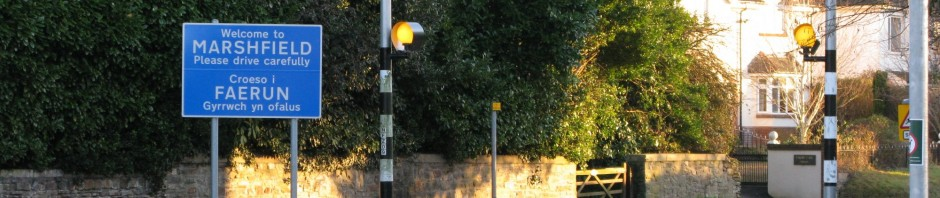 Welcome to
MARSHFIELD
Please drive carefully
Croeso i
FAERUN
Gyrrwch yn ofalus